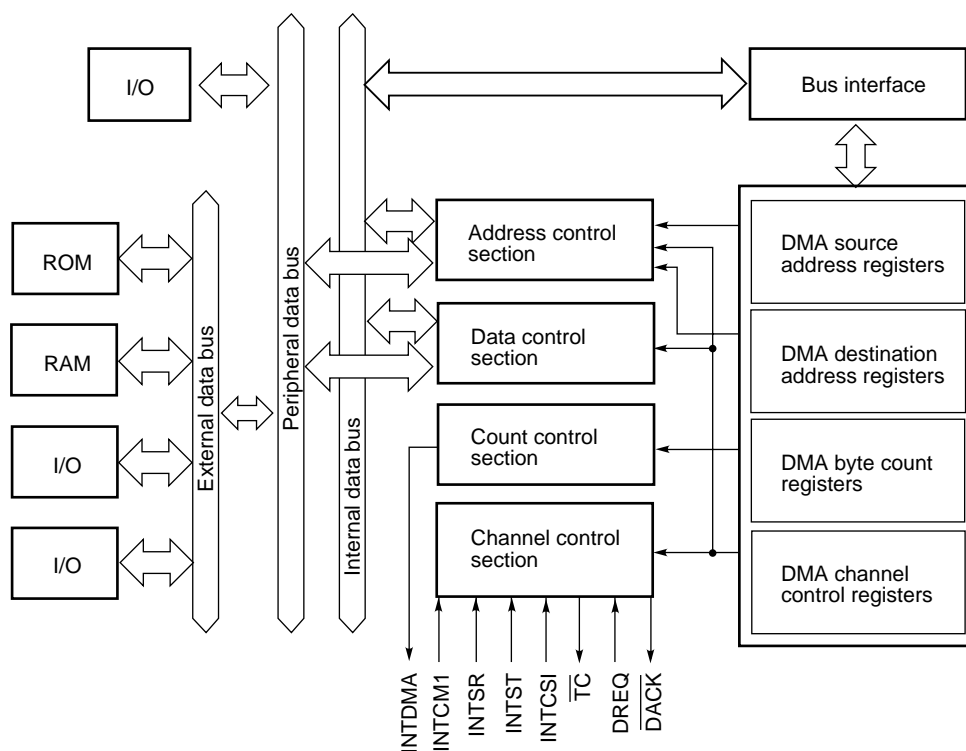 I/O
Bus interface
ROM
RAM
I/O
I/O
External data bus
Peripheral data bus
Internal data bus
Address control
section
Data control
section
Count control
section
Channel control
section
DMA source
address registers
DMA destination
address registers
DMA byte count
registers
DMA channel
control registers
INTDMA
INTCM1
INTSR
INTST
INTCSI
T̅C̅
DREQ
D̅A̅C̅K̅